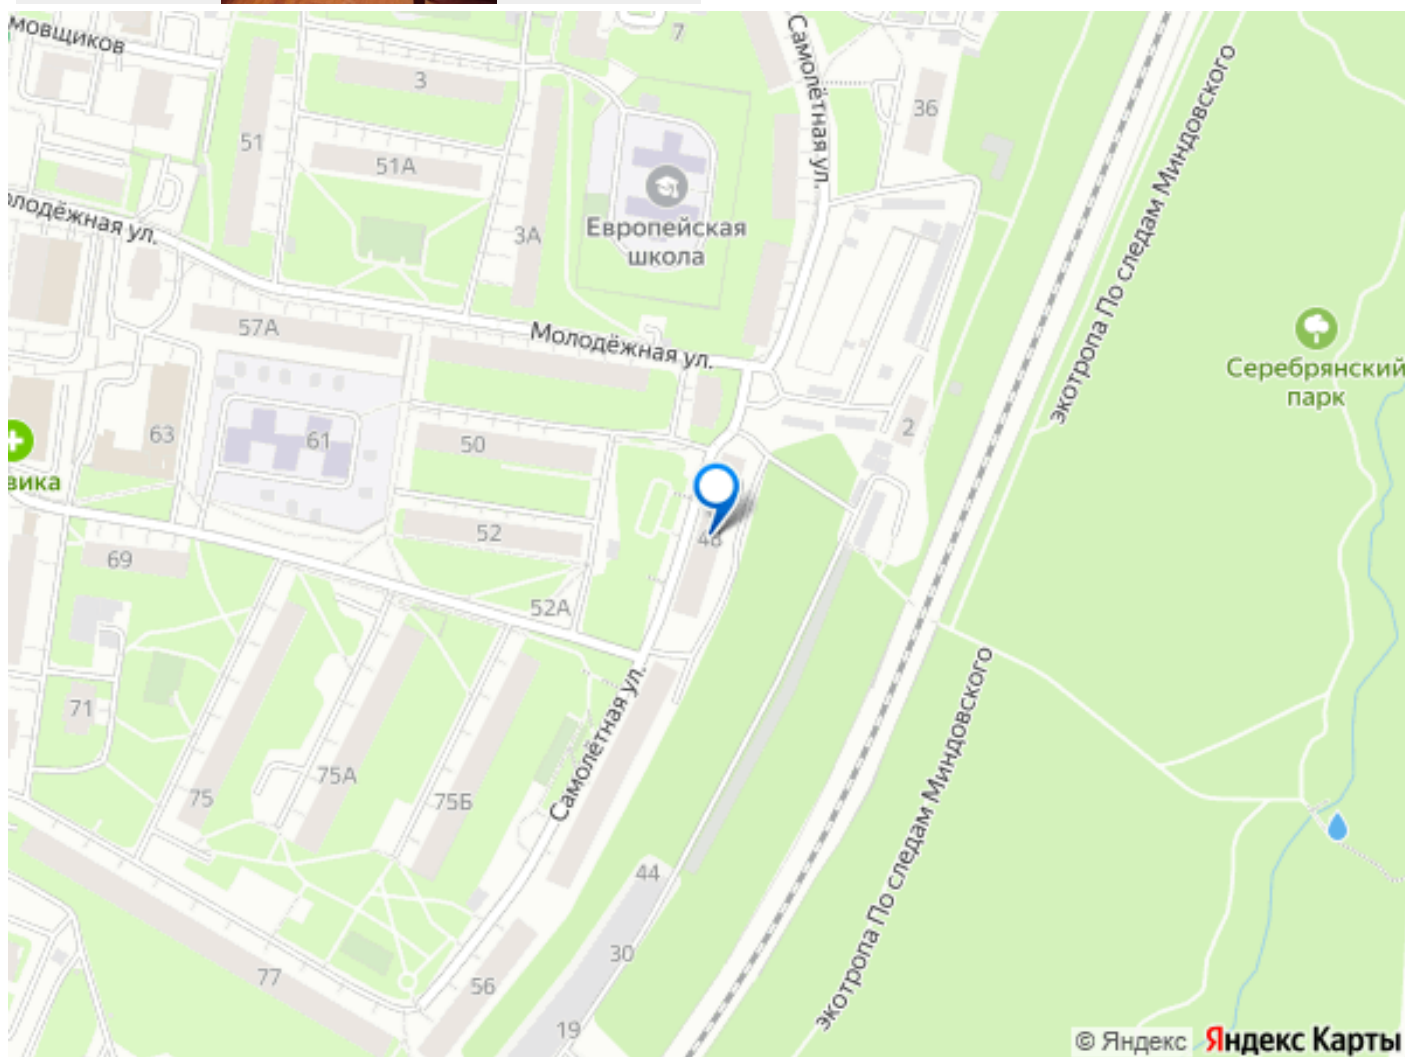 мовщиков
7
Самолётная ул.
3
36
51
51А
экотропа По следам Миндовского
олодёжная ул.
Европейская
школа
3А
57А
Молодёжная ул.
Серебрянский
парк
63
61
50
2
вика
52
48
69
52А
71
Самолётная ул.
экотропа По следам Миндовского
75
75А
75Б
44
30
77
56
19
© Яндекс
Яндекс Карты